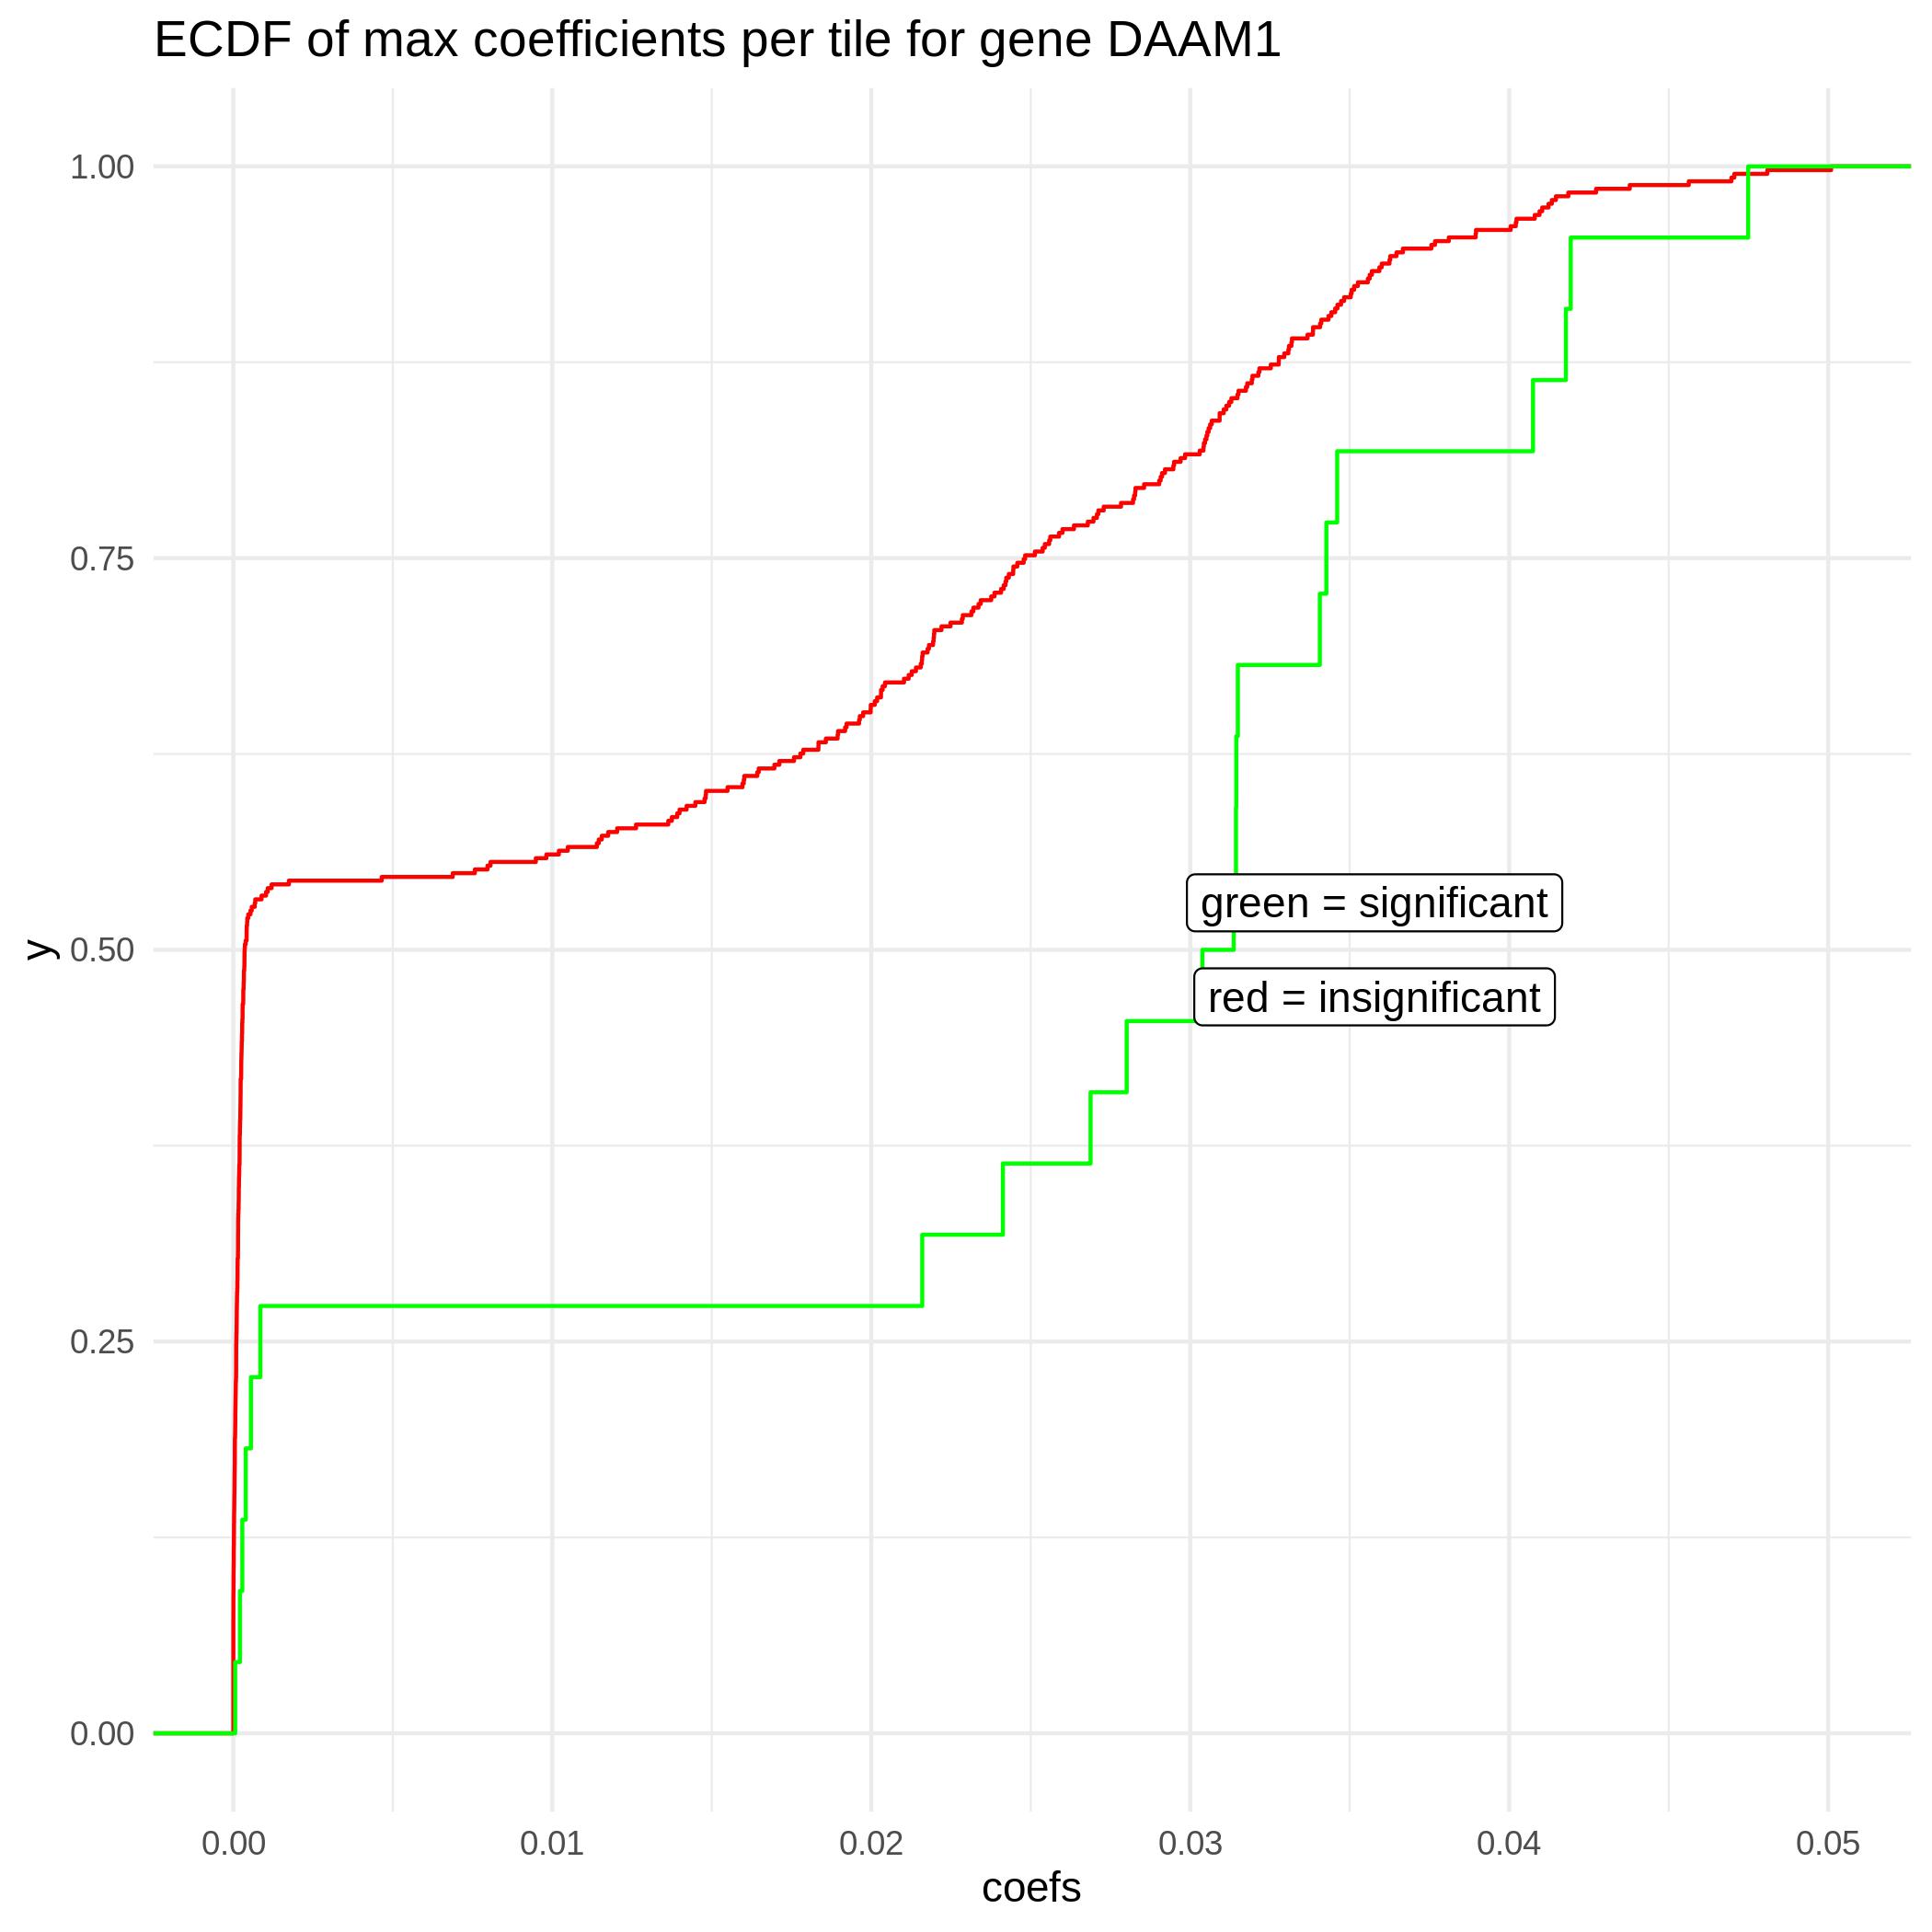 ECDF of max coefficients per tile for gene DAAM1
1.00
0.75
0.50
0.25
0.00
y
green = significant
red = insignificant
0.00 0.01 0.02 0.03 0.04 0.05
coefs